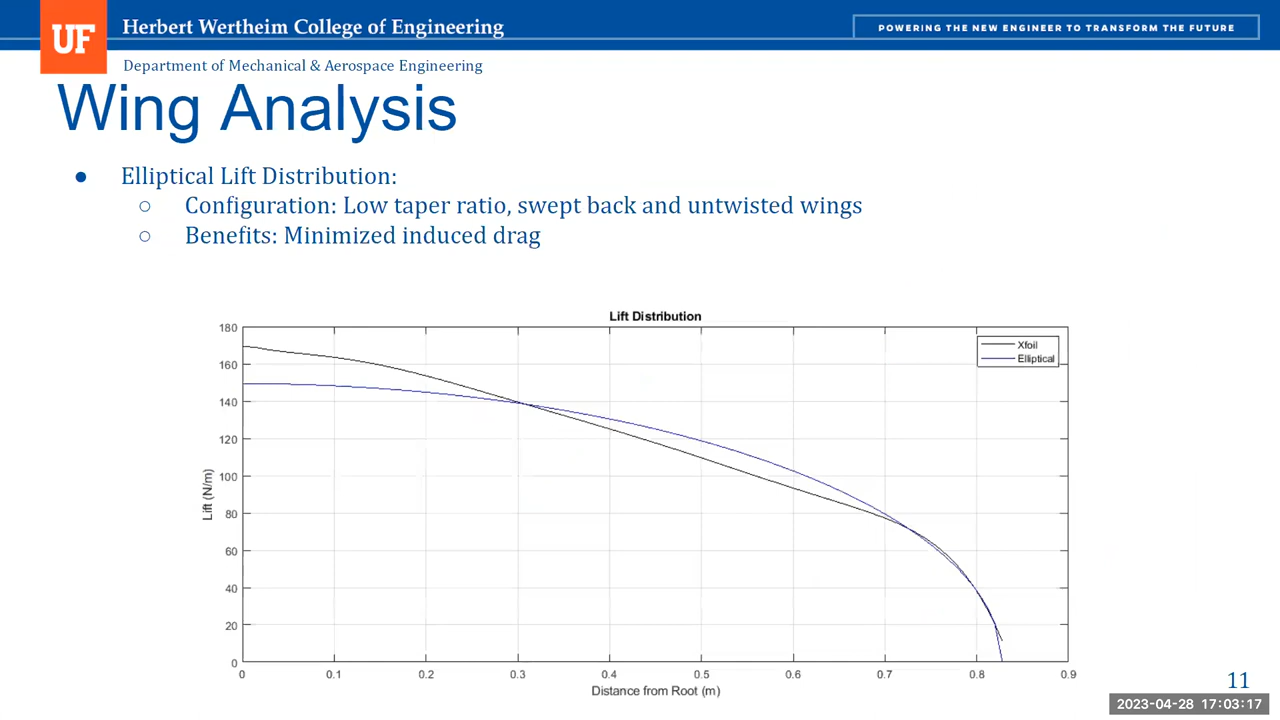 UF
Herbert Wertheim College of Engineering
POWERING THE NEW ENGINEER TO TRANSFORM THE FUTURE
Department of Mechanical & Aerospace Engineering
Wing Analysis
● Elliptical Lift Distribution:
○ Configuration: Low taper ratio, swept back and untwisted wings
○ Benefits: Minimized induced drag
Lift Distribution
Xfoil
Elliptical
180
160
140
120
100
80
60
40
20
0
Lift (N/m)
0 0.1 0.2 0.3 0.4 0.5 0.6 0.7 0.8 0.9
Distance from Root (m)
11
2023-04-28 17:03:17